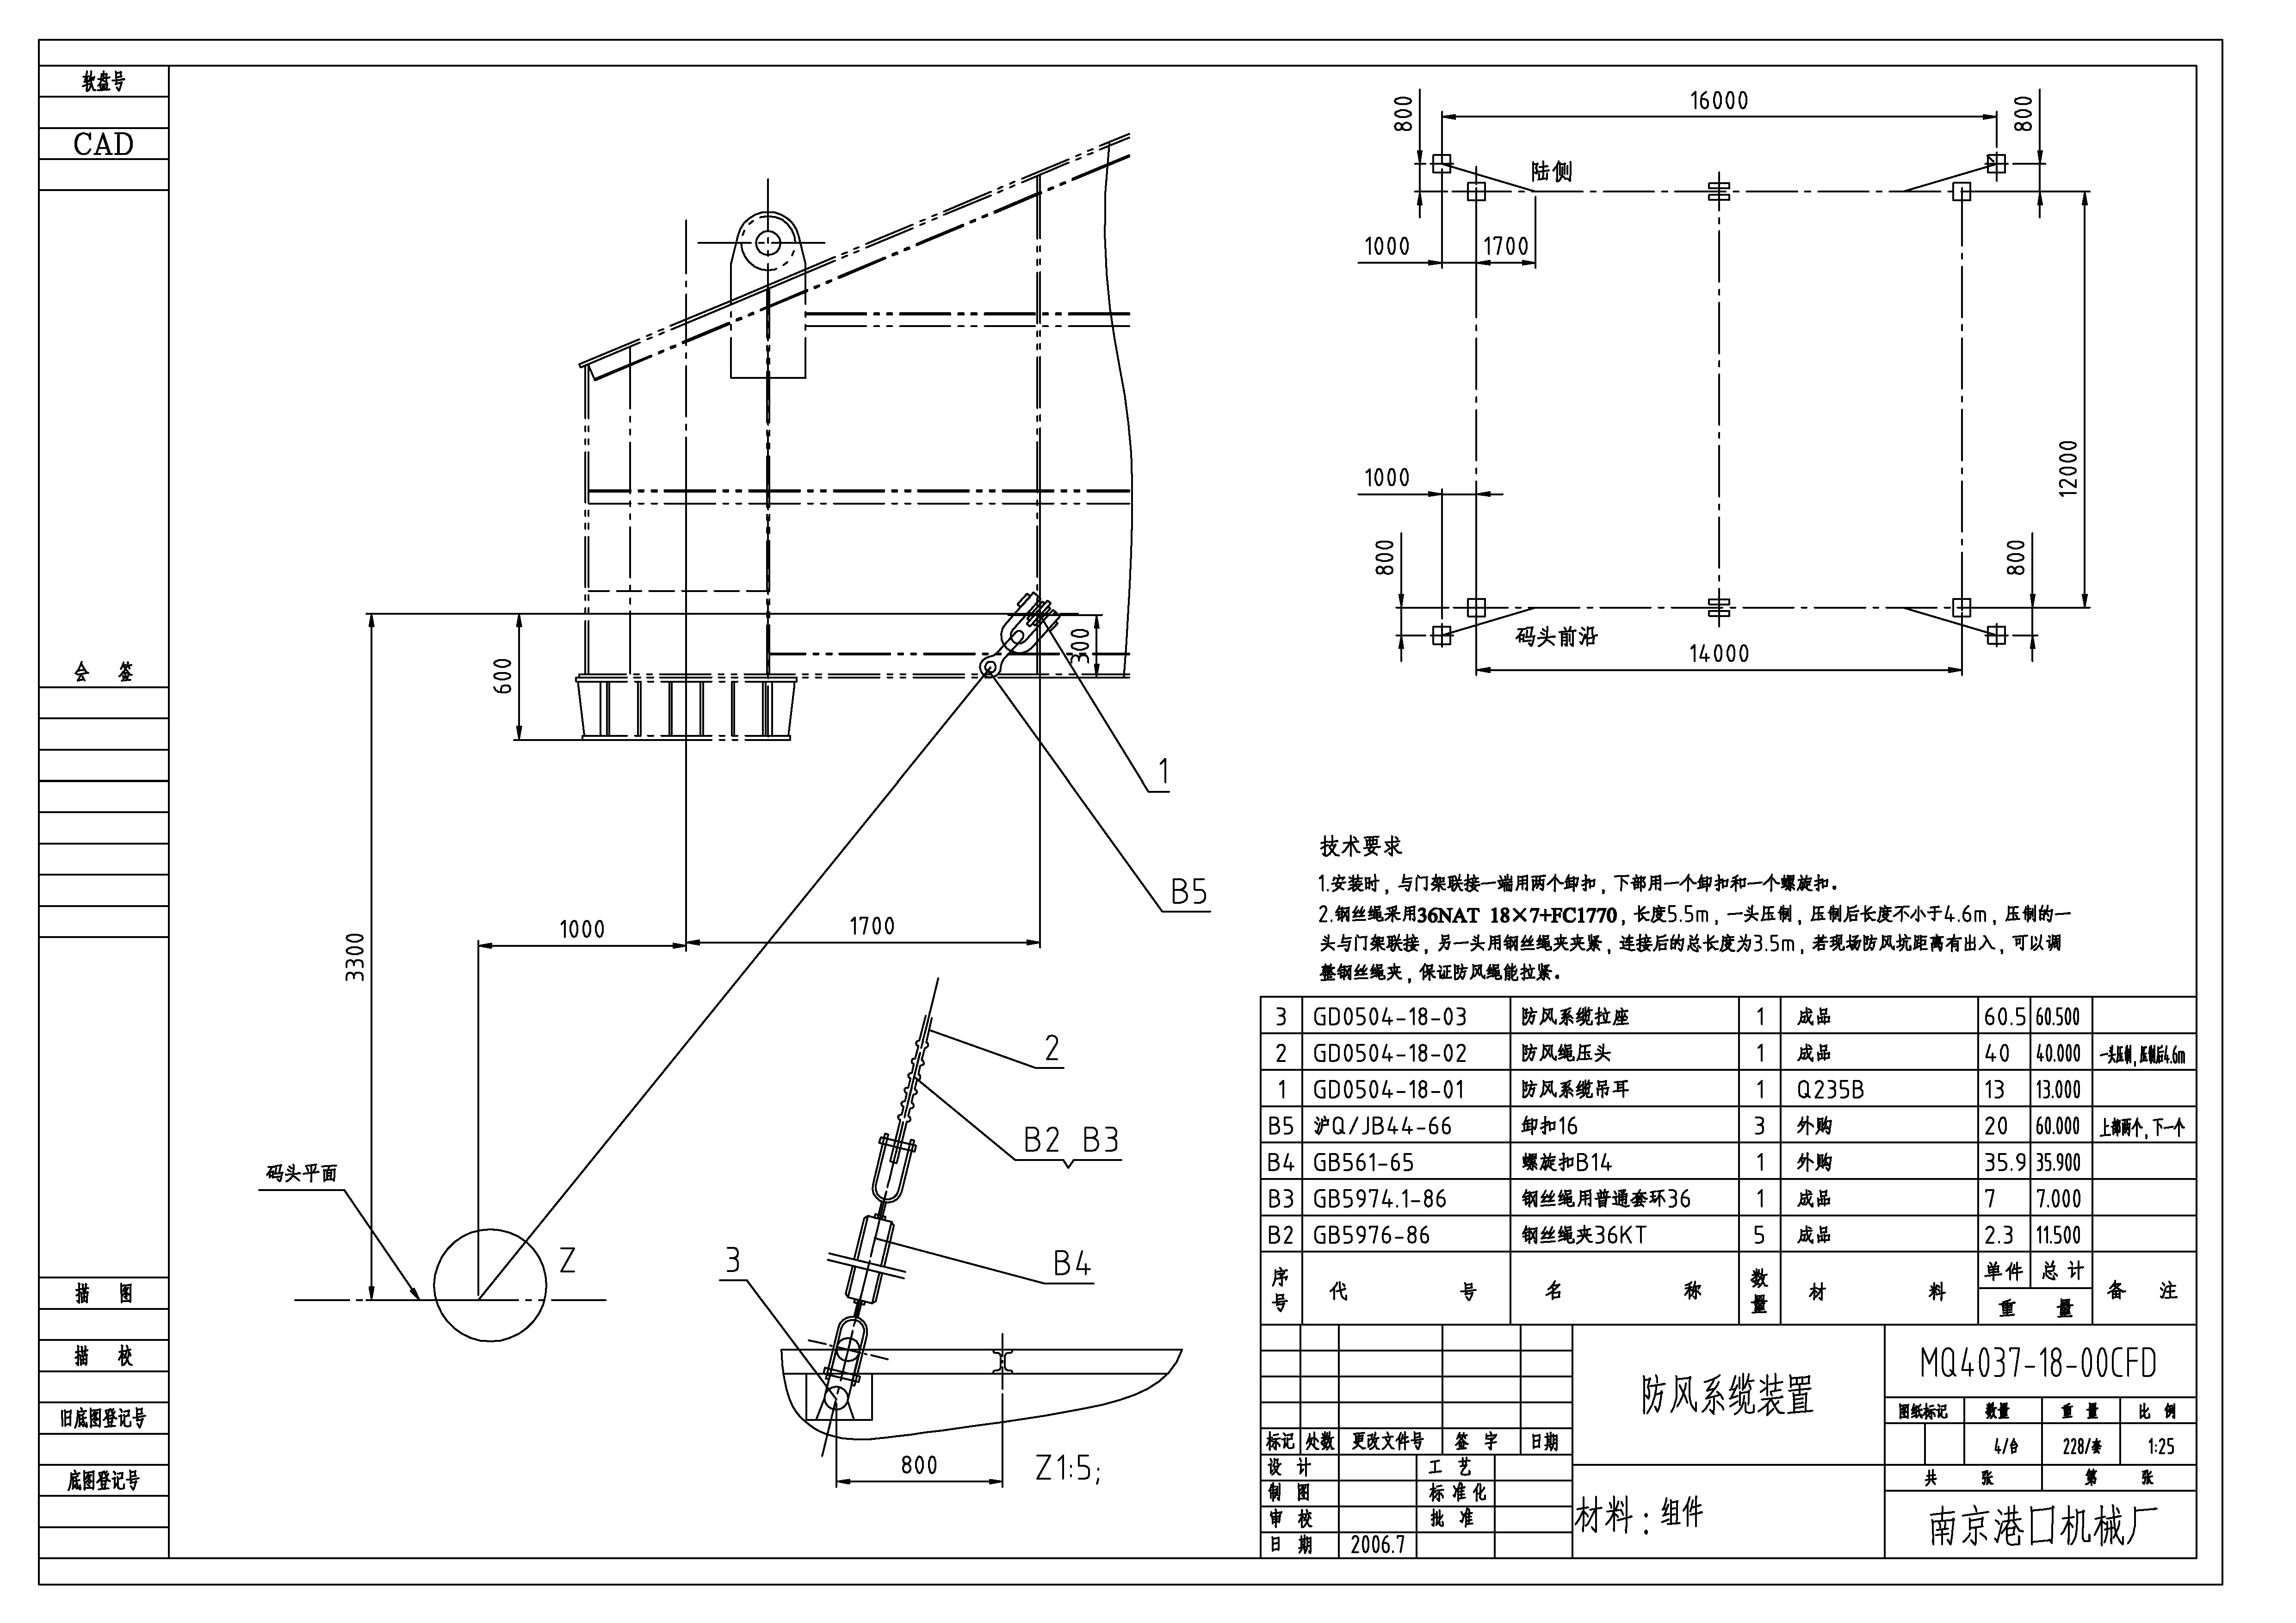 软盘号
CAD
会 签
描 图
描 校
旧底图登记号
底图登记号
600
300
3300
1000
1700
1
B5
码头平面
Z
2
B2 B3
3
B4
800
Z1:5;
16000
800
800
陆侧
1000
1700
12000
1000
800
800
码头前沿
14000
技术要求
1.安装时，与门架联接一端用两个卸扣，下部用一个卸扣和一个螺旋扣。
2.钢丝绳采用36NAT 18×7+FC1770，长度5.5m，一头压制，压制后长度不小于4.6m，压制的一
头与门架联接，另一头用钢丝绳夹夹紧，连接后的总长度为3.5m，若现场防风坑距离有出入，可以调
整钢丝绳夹，保证防风绳能拉紧。
3 GD0504-18-03 防风系缆拉座 1 成品 60.5 60.500
2 GD0504-18-02 防风绳压头 1 成品 40 40.000 一头压制，压制后4.6m
1 GD0504-18-01 防风系缆吊耳 1 Q235B 13 13.000
B5 沪Q/JB44-66 卸扣16 3 外购 20 60.000 上部两个，下一个
B4 GB561-65 螺旋扣B14 1 外购 35.9 35.900
B3 GB5974.1-86 钢丝绳用普通套环36 1 成品 7 7.000
B2 GB5976-86 钢丝绳夹36KT 5 成品 2.3 11.500
序号 代 号 名 称 数量 材 料 单件 总计 重 量 备 注
标记 处数 更改文件号 签 字 日期
设 计 工 艺
制 图 标准化
审 校 批 准
日 期 2006.7
防风系缆装置
材料：组件
MQ4037-18-00CFD
图纸标记 数量 重 量 比 例
4/台 228/套 1:25
共 张 第 张
南京港口机械厂